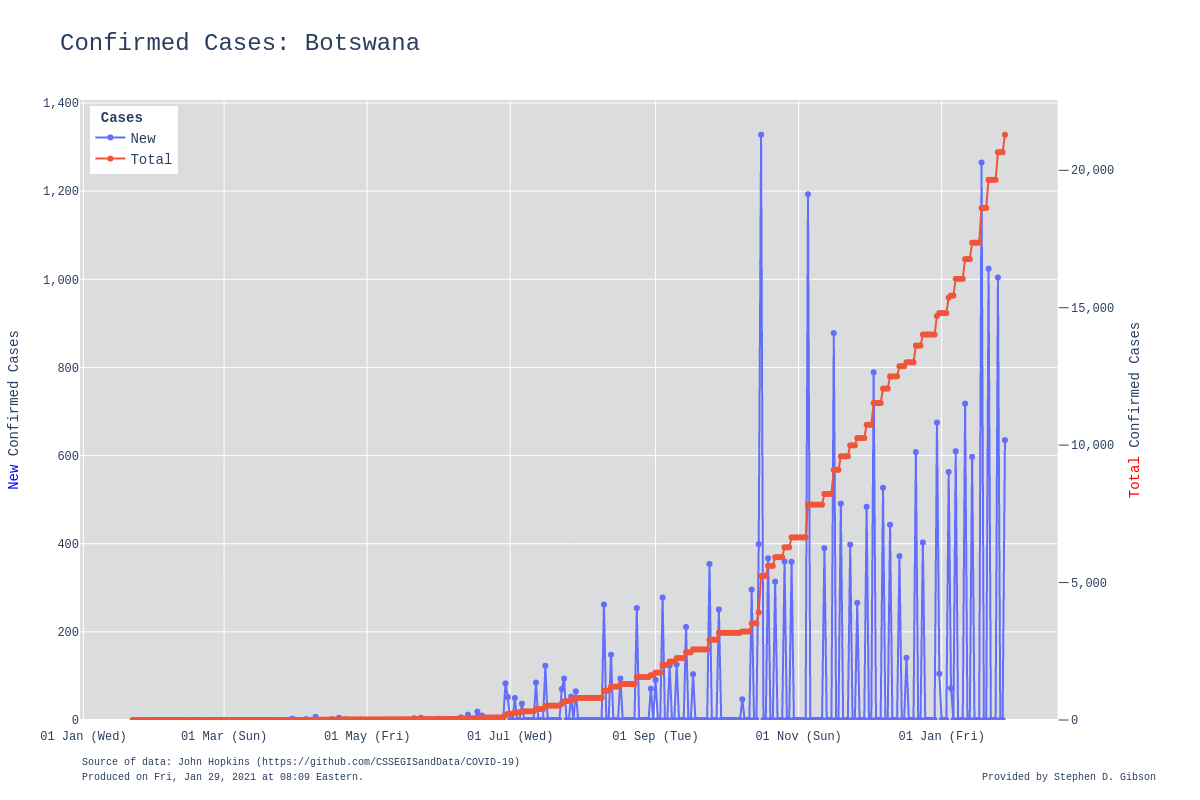 Confirmed Cases: Botswana
Cases
New
Total
1,400
1,200
1,000
800
600
400
200
0
20,000
15,000
10,000
5,000
0
New Confirmed Cases
Total Confirmed Cases
01 Jan (Wed) 01 Mar (Sun) 01 May (Fri) 01 Jul (Wed) 01 Sep (Tue) 01 Nov (Sun) 01 Jan (Fri)
Source of data: John Hopkins (https://github.com/CSSEGISandData/COVID-19)
Produced on Fri, Jan 29, 2021 at 08:09 Eastern.
Provided by Stephen D. Gibson